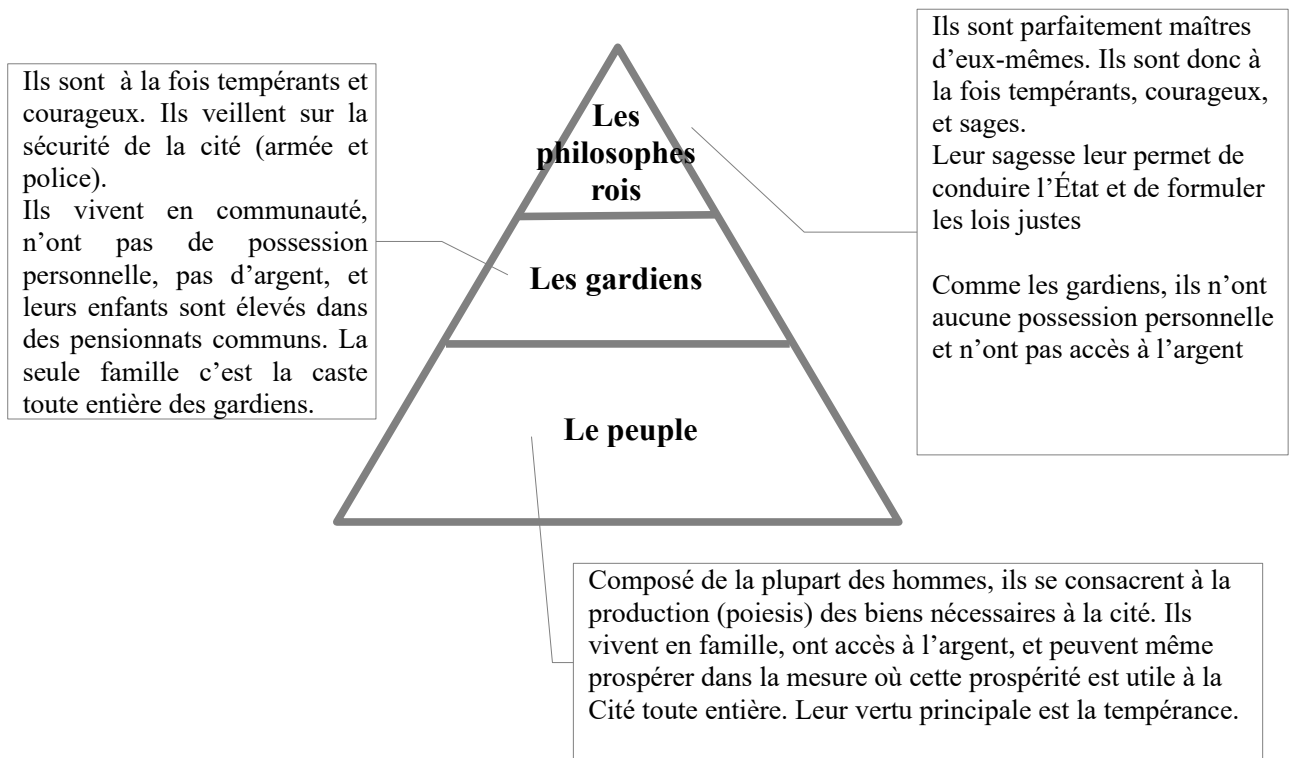 Ils sont à la fois tempérants et
courageux. Ils veillent sur la
sécurité de la cité (armée et
police).
Ils vivent en communauté,
n’ont pas de possession
personnelle, pas d’argent, et
leurs enfants sont élevés dans
des pensionnats communs. La
seule famille c’est la caste
toute entière des gardiens.
Les
philosophes
rois
Les gardiens
Le peuple
Ils sont parfaitement maîtres
d’eux-mêmes. Ils sont donc à
la fois tempérants, courageux,
et sages.
Leur sagesse leur permet de
conduire l’État et de formuler
les lois justes
Comme les gardiens, ils n’ont
aucune possession personnelle
et n’ont pas accès à l’argent
Composé de la plupart des hommes, ils se consacrent à la
production (poiesis) des biens nécessaires à la cité. Ils
vivent en famille, ont accès à l’argent, et peuvent même
prospérer dans la mesure où cette prospérité est utile à la
Cité toute entière. Leur vertu principale est la tempérance.